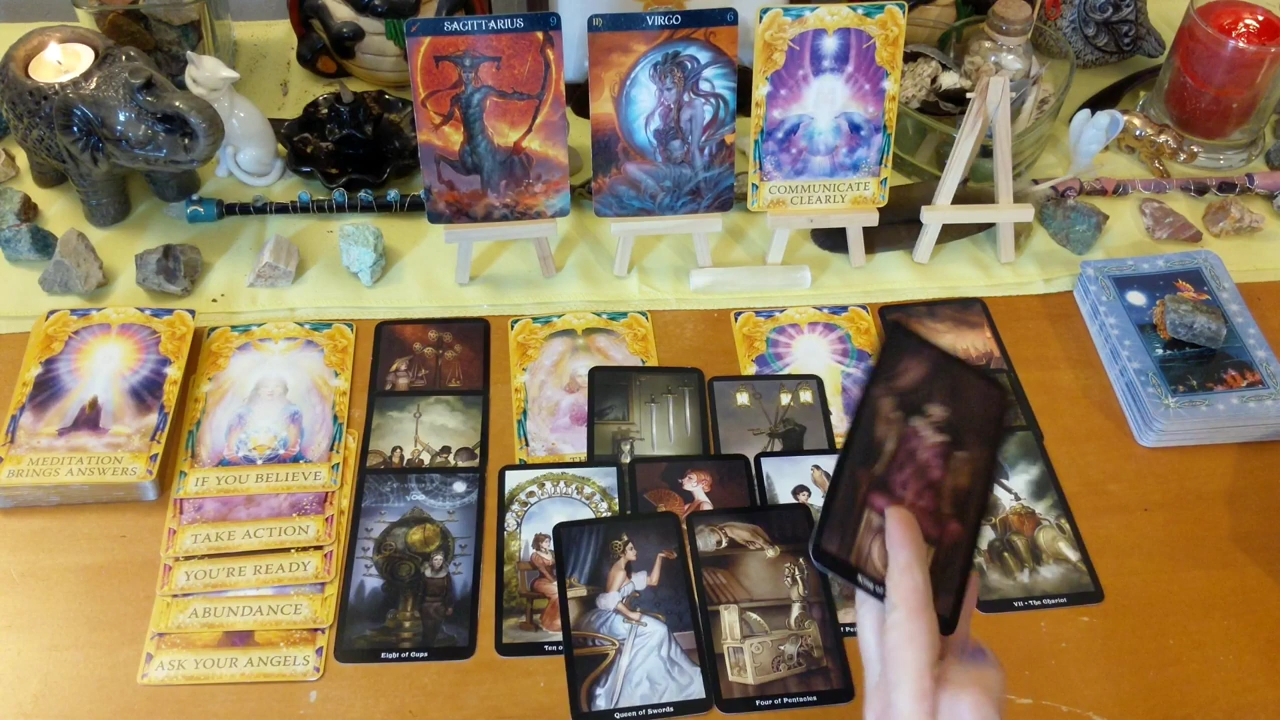 SAGITTARIUS 9
♍ VIRGO 6
COMMUNICATE
CLEARLY
MEDITATION
BRINGS ANSWERS
IF YOU BELIEVE
TAKE ACTION
YOU'RE READY
ABUNDANCE
ASK YOUR ANGELS
Eight of Cups
Ten o
Queen of Swords
Four of Pentacles
VII • The Chariot